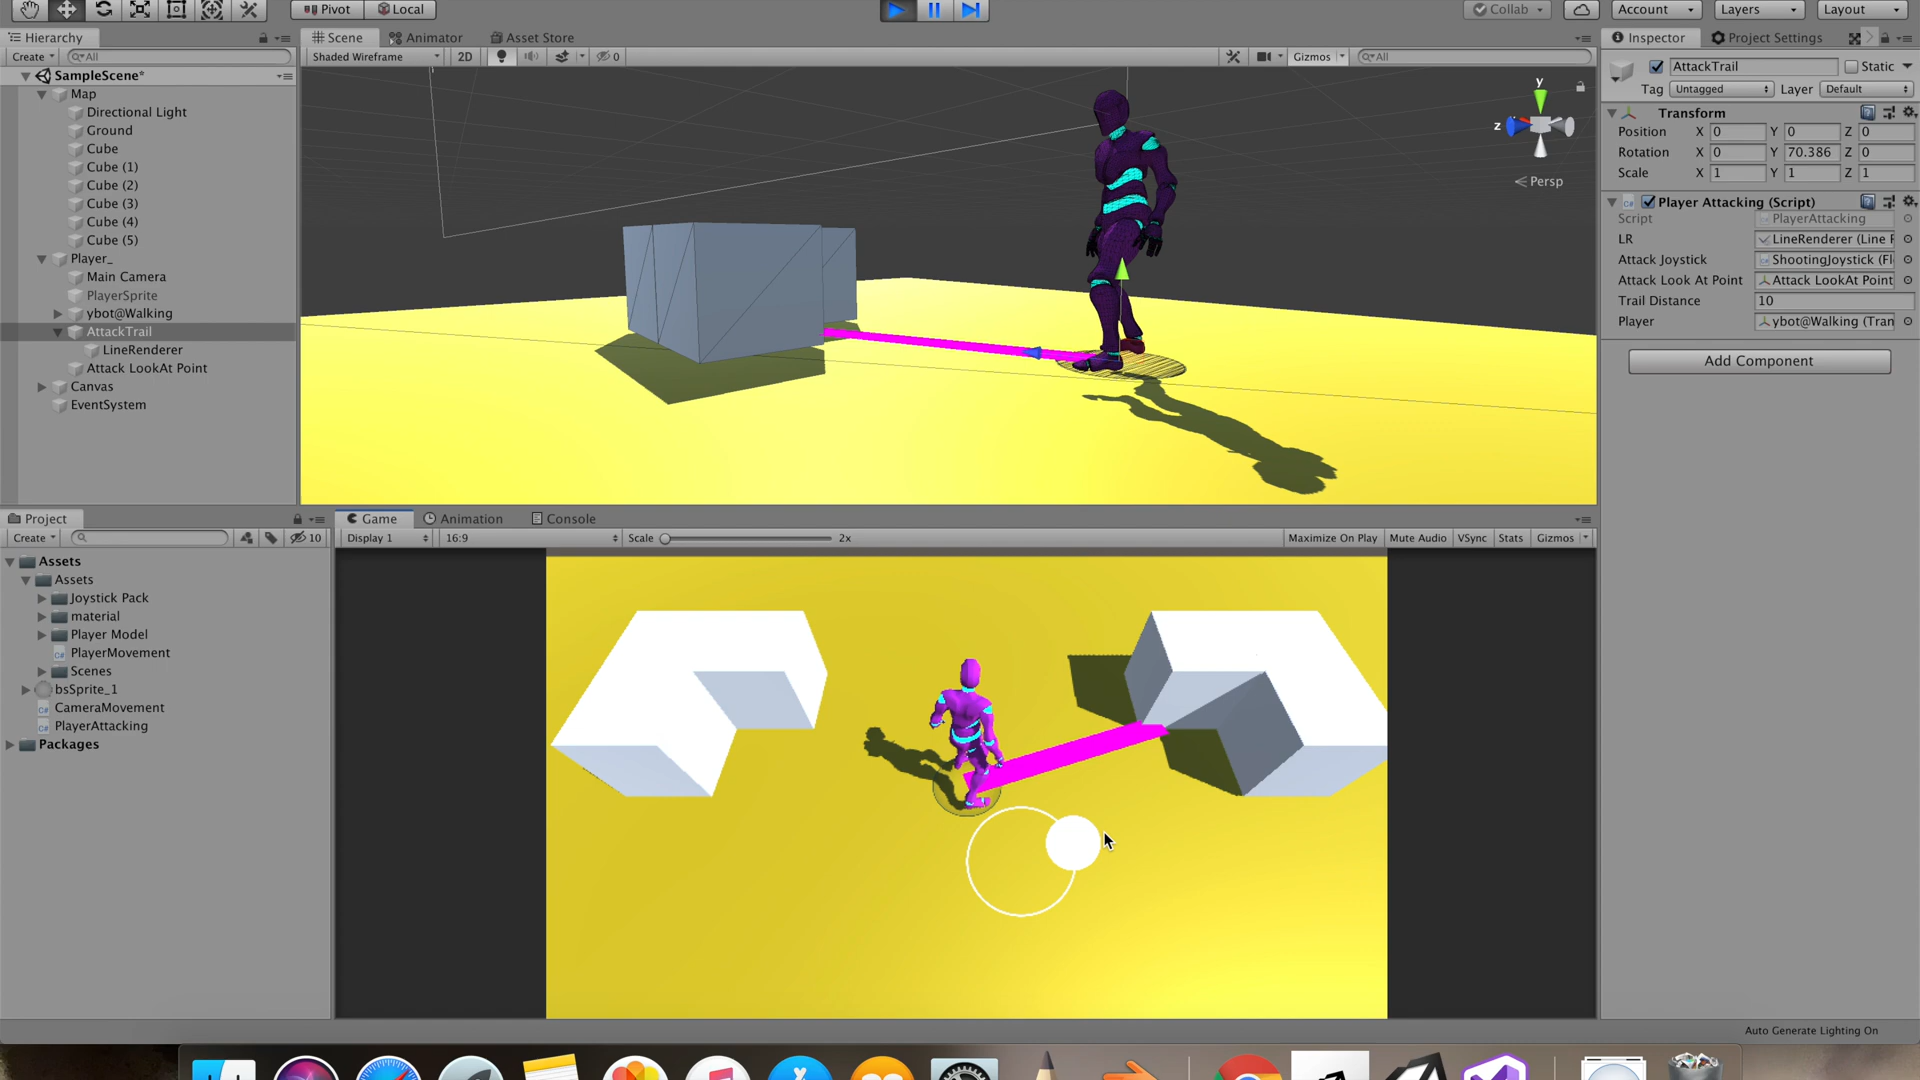 Pivot
Local
Collab
Account
Layers
Layout
Hierarchy
Create
All
SampleScene*
Map
Directional Light
Ground
Cube
Cube (1)
Cube (2)
Cube (3)
Cube (4)
Cube (5)
Player_
Main Camera
PlayerSprite
ybot@Walking
AttackTrail
LineRenderer
Attack LookAt Point
Canvas
EventSystem
Scene
Animator
Asset Store
Shaded Wireframe
2D
0
Gizmos
All
y
z
Persp
Inspector
Project Settings
AttackTrail
Static
Tag
Untagged
Layer
Default
Transform
Position X 0 Y 0 Z 0
Rotation X 0 Y 70.386 Z 0
Scale X 1 Y 1 Z 1
Player Attacking (Script)
Script PlayerAttacking
LR LineRenderer (Line F
Attack Joystick ShootingJoystick (Fl
Attack Look At Point Attack LookAt Point
Trail Distance 10
Player ybot@Walking (Tran
Add Component
Project
Create
10
Assets
Assets
Joystick Pack
material
Player Model
PlayerMovement
Scenes
bsSprite_1
CameraMovement
PlayerAttacking
Packages
Game
Animation
Console
Display 1
16:9
Scale
2x
Maximize On Play
Mute Audio
VSync
Stats
Gizmos
Auto Generate Lighting On